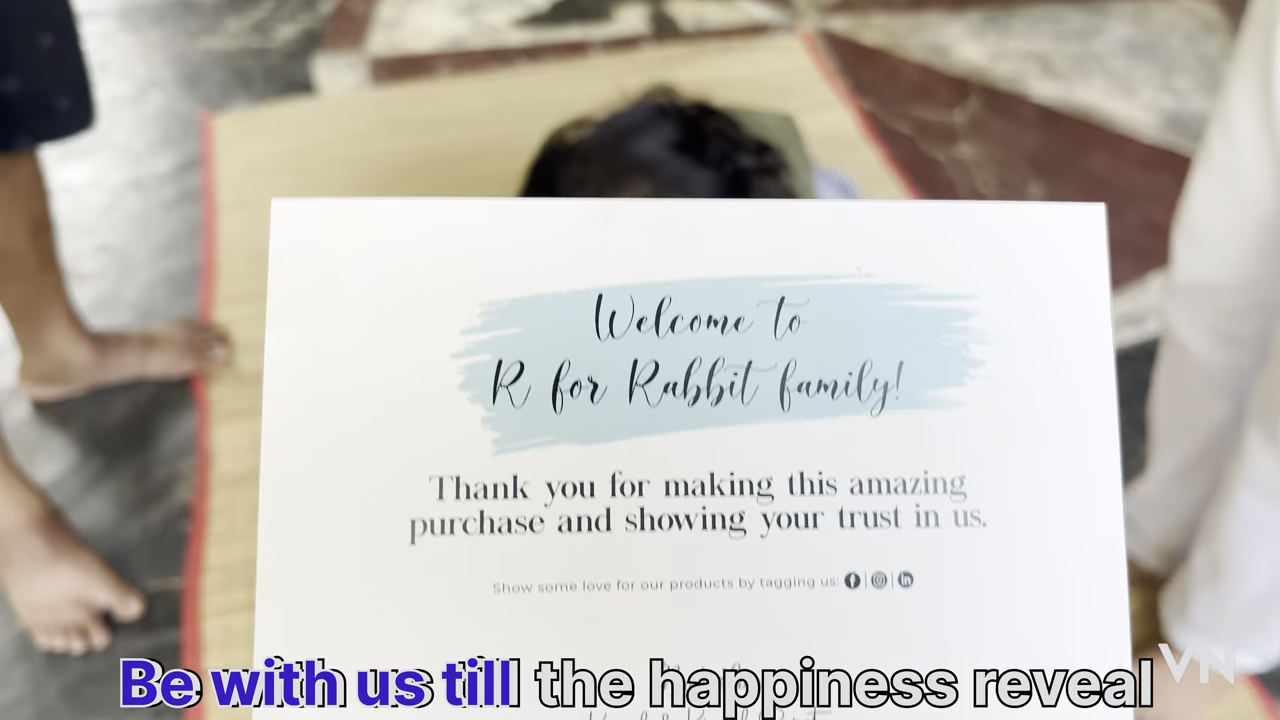 Welcome to
R for Rabbit family!
Thank you for making this amazing
purchase and showing your trust in us.
Show some love for our products by tagging us:
Be with us till the happiness reveal
VN